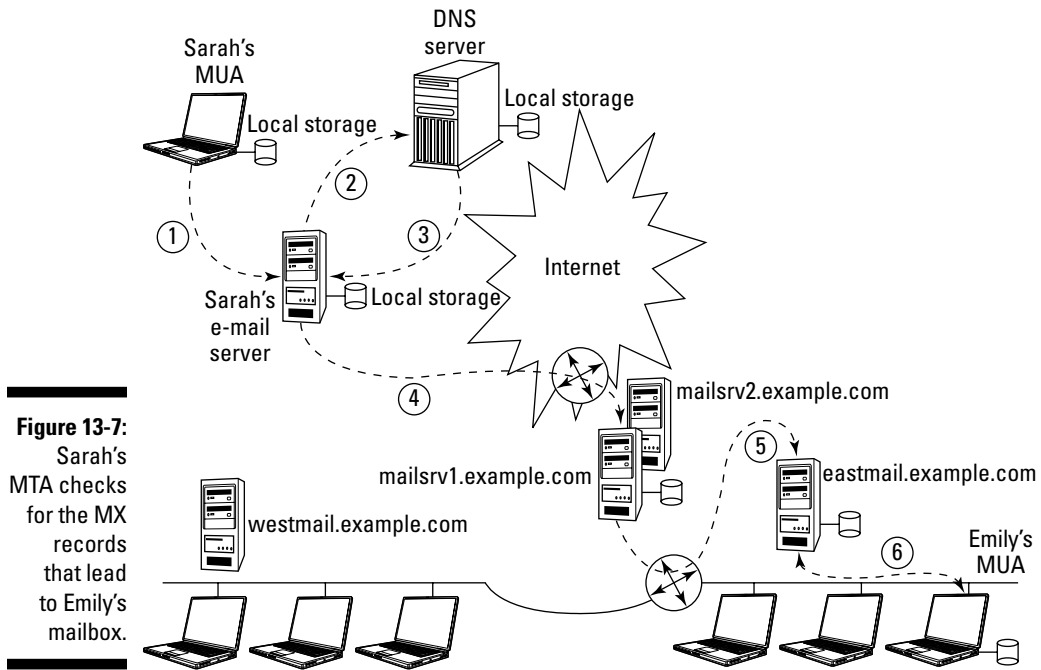 DNS
server
Sarah's
MUA
Local storage
Local storage
2
1
3
Internet
Sarah's
e-mail
server
Local storage
4
mailsrv2.example.com
mailsrv1.example.com
5
eastmail.example.com
westmail.example.com
6
Emily's
MUA
Figure 13-7:
Sarah's
MTA checks
for the MX
records
that lead
to Emily's
mailbox.